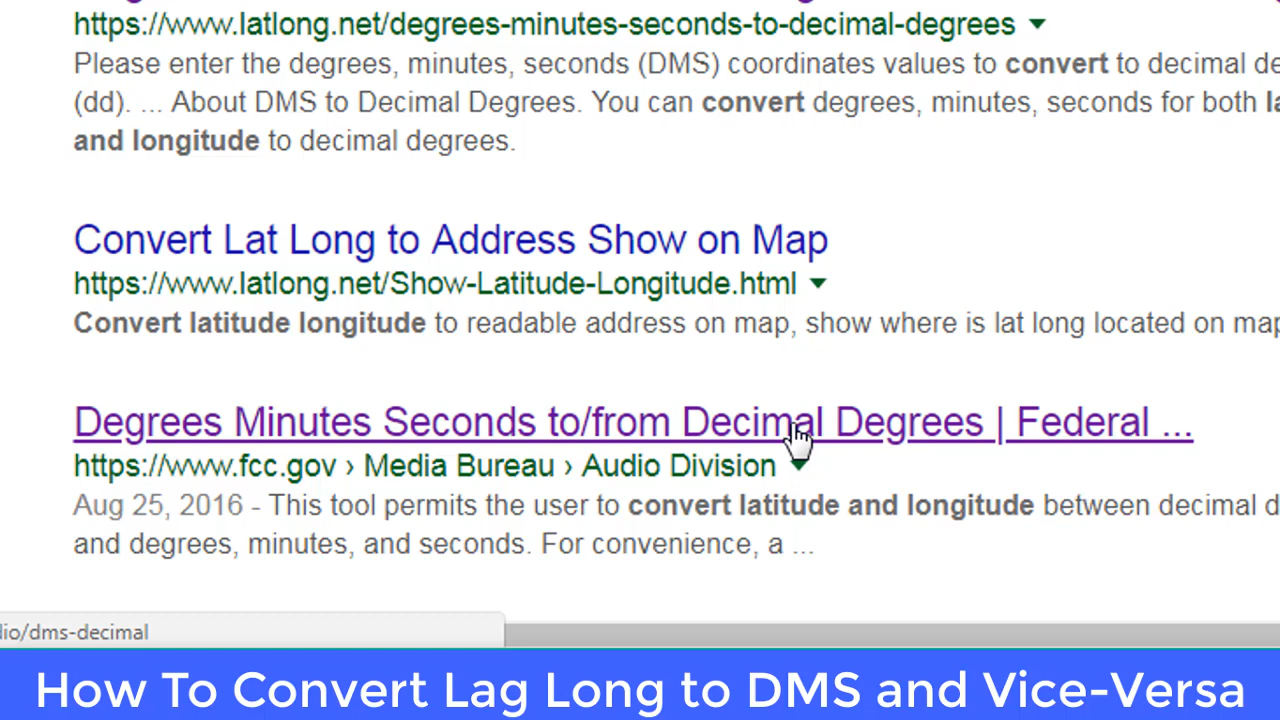 https://www.latlong.net/degrees-minutes-seconds-to-decimal-degrees
Please enter the degrees, minutes, seconds (DMS) coordinates values to convert to decimal de
(dd). ... About DMS to Decimal Degrees. You can convert degrees, minutes, seconds for both la
and longitude to decimal degrees.
Convert Lat Long to Address Show on Map
https://www.latlong.net/Show-Latitude-Longitude.html
Convert latitude longitude to readable address on map, show where is lat long located on map
Degrees Minutes Seconds to/from Decimal Degrees | Federal ...
https://www.fcc.gov › Media Bureau › Audio Division
Aug 25, 2016 - This tool permits the user to convert latitude and longitude between decimal d
and degrees, minutes, and seconds. For convenience, a ...
dio/dms-decimal
How To Convert Lag Long to DMS and Vice-Versa